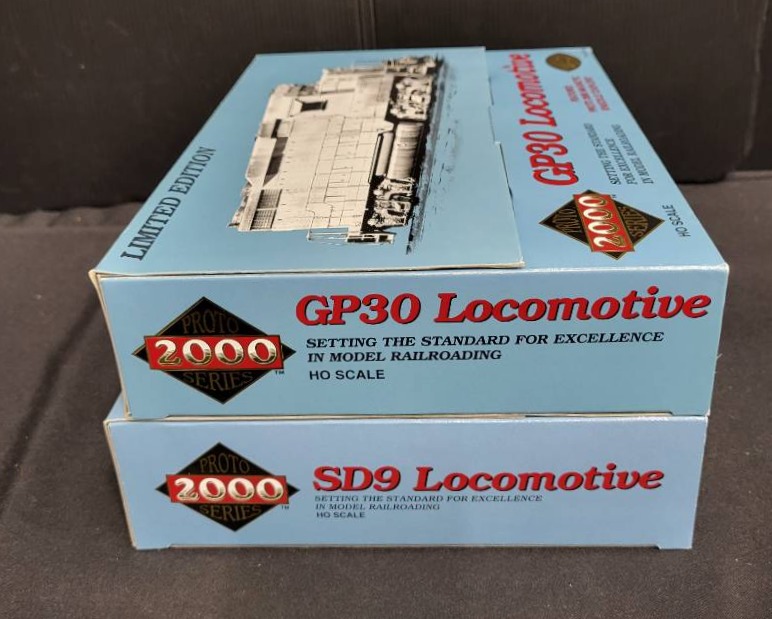 LIMITED EDITION
GP30 Locomotive
SETTING THE STANDARD
FOR EXCELLENCE
IN MODEL RAILROADING
PROTO
2000
SERIES
HO SCALE
PROTO
2000
SERIES
TM
GP30 Locomotive
SETTING THE STANDARD FOR EXCELLENCE
IN MODEL RAILROADING
HO SCALE
PROTO
2000
SERIES
TM
SD9 Locomotive
SETTING THE STANDARD FOR EXCELLENCE
IN MODEL RAILROADING
HO SCALE